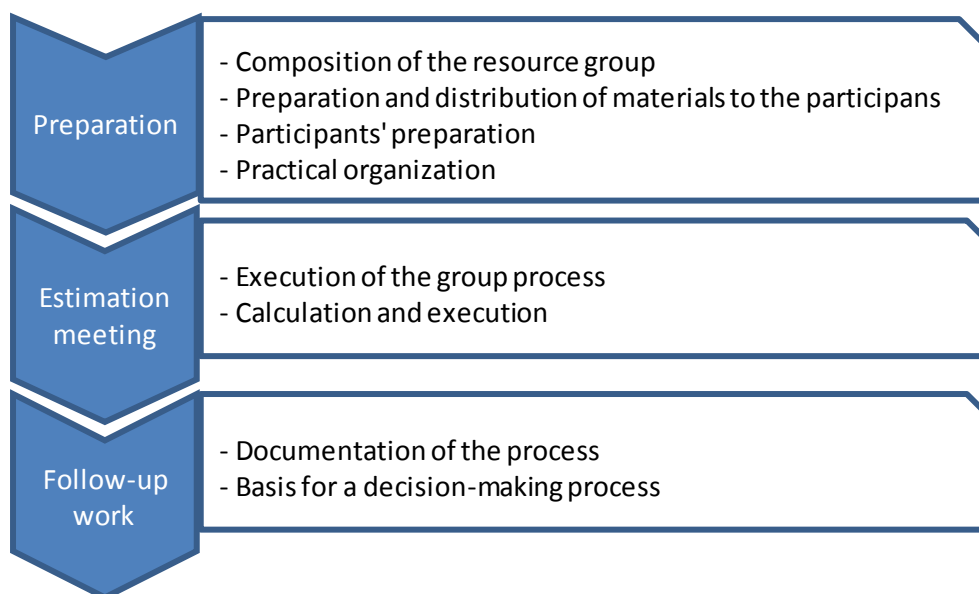 Preparation
- Composition of the resource group
- Preparation and distribution of materials to the participans
- Participants' preparation
- Practical organization
Estimation
meeting
- Execution of the group process
- Calculation and execution
Follow-up
work
- Documentation of the process
- Basis for a decision-making process